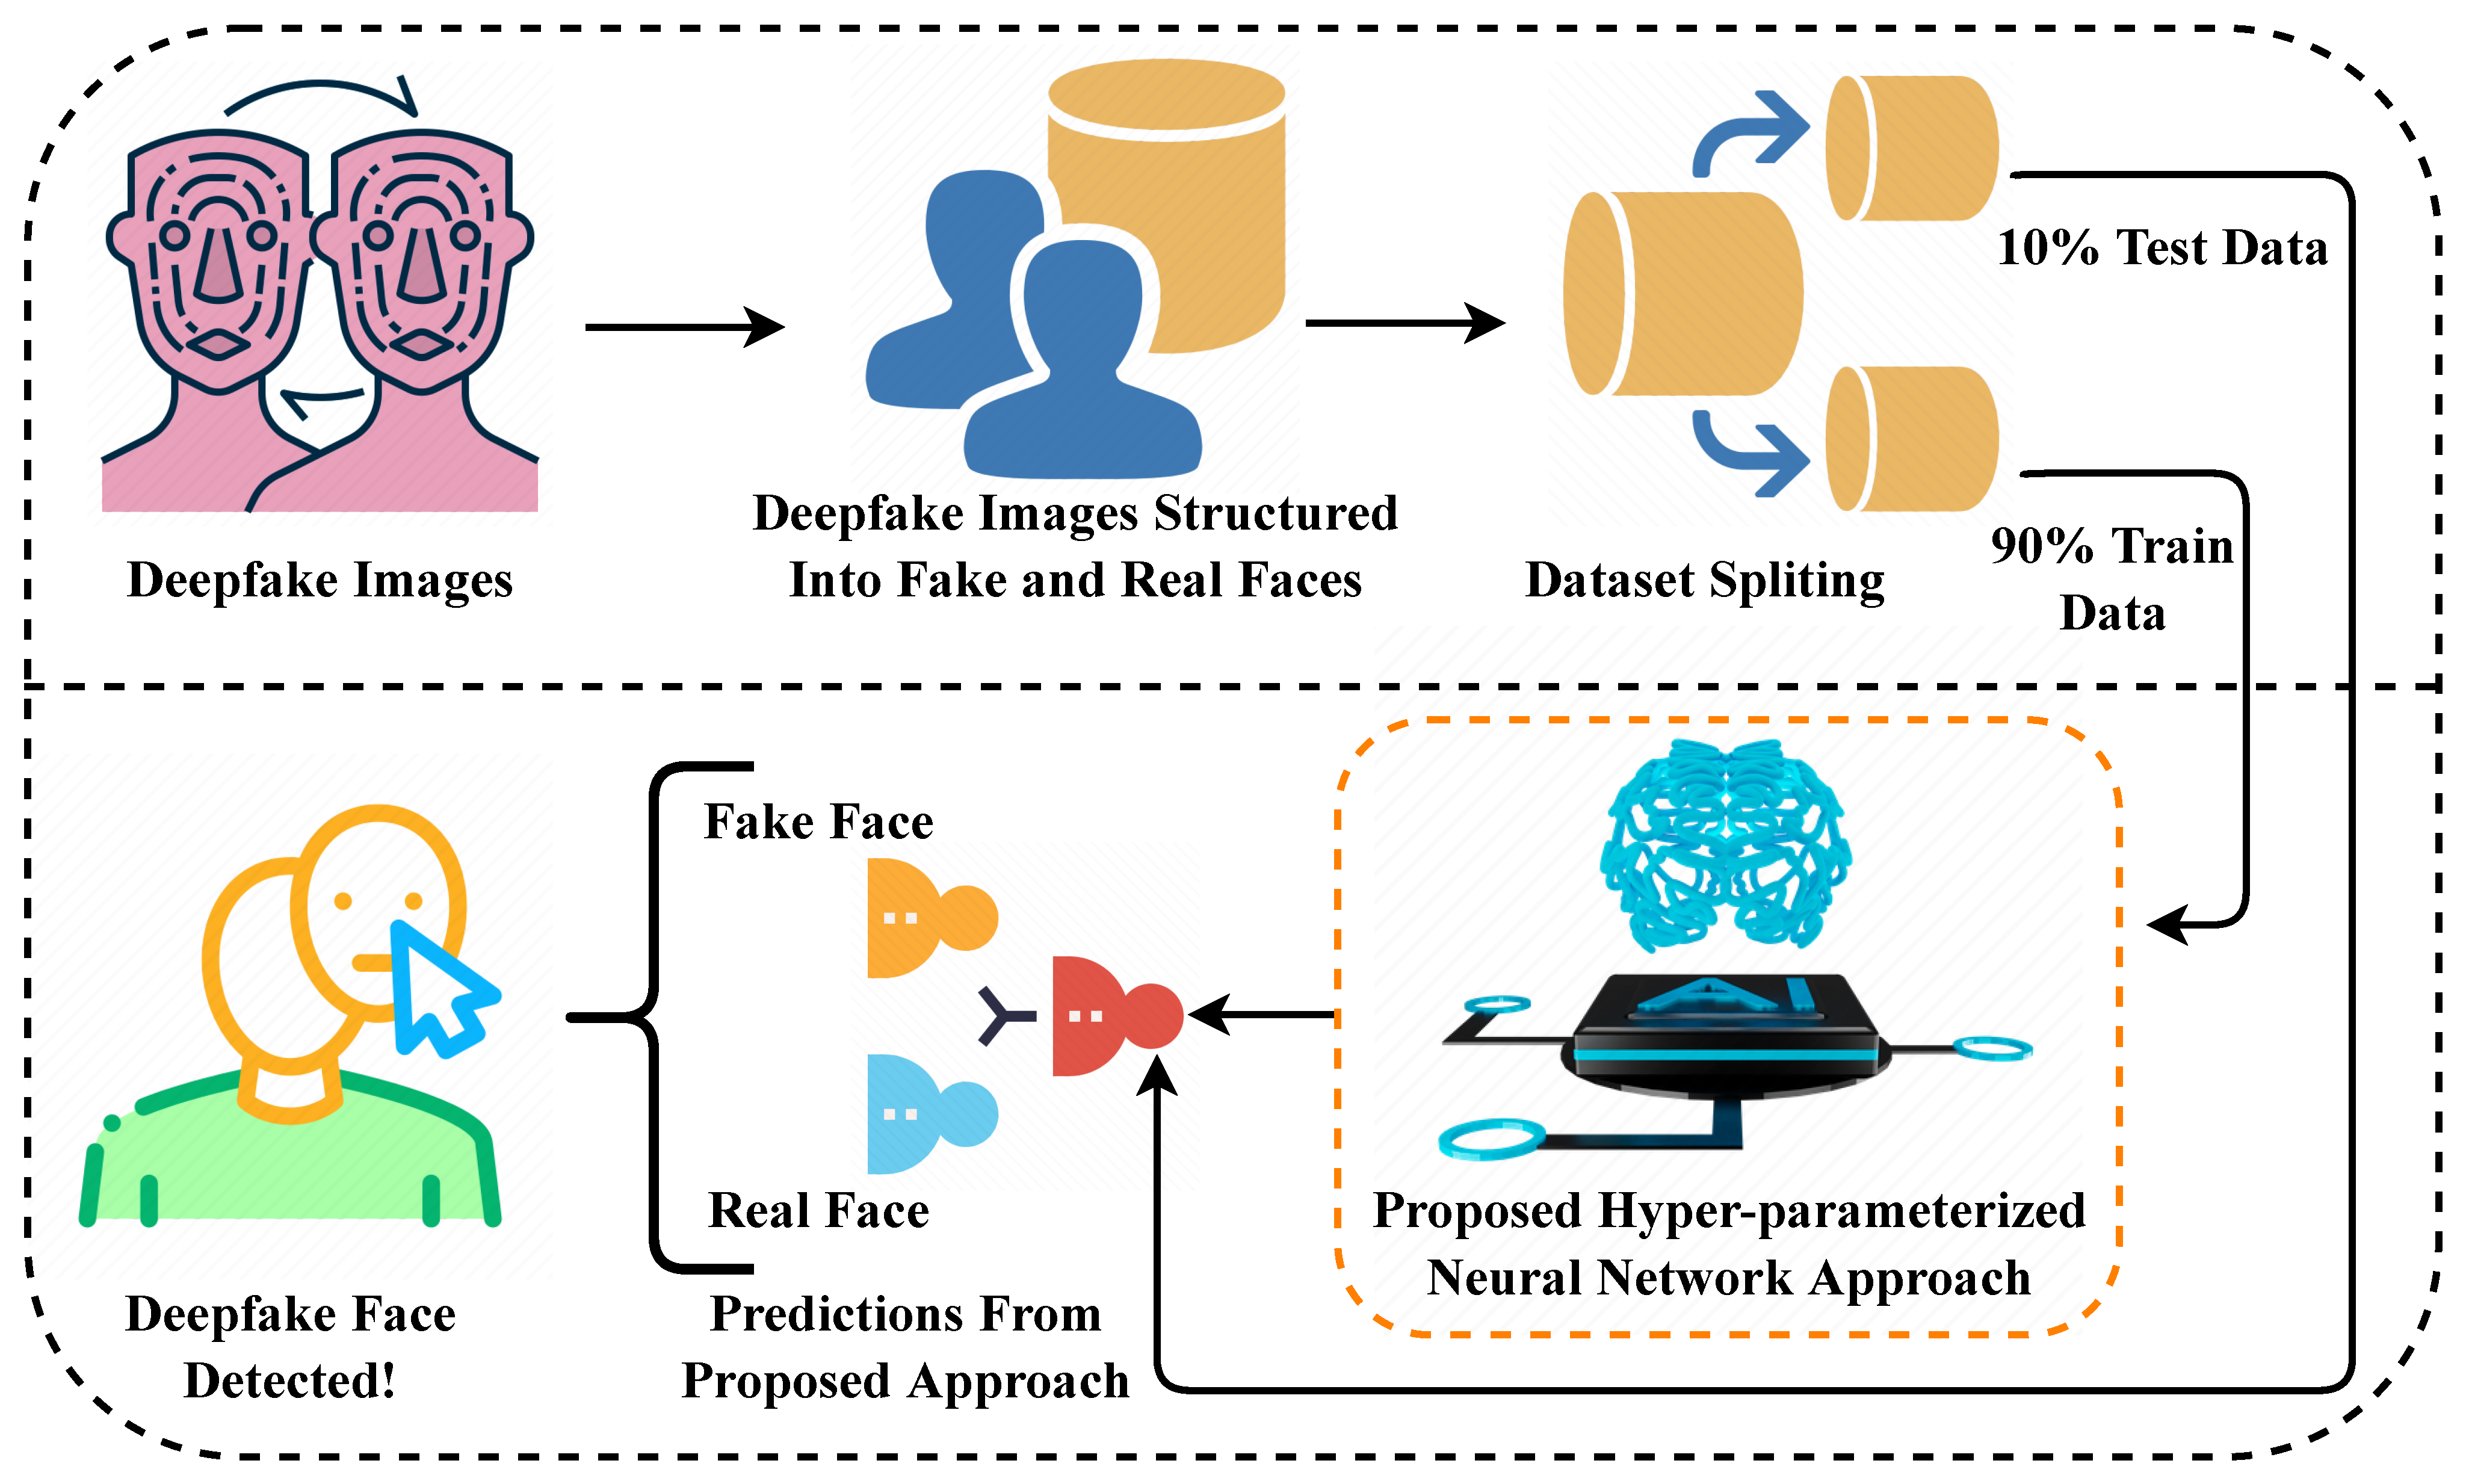 10% Test Data
Deepfake Images Structured
Into Fake and Real Faces
90% Train
Data
Deepfake Images
Dataset Spliting
Fake Face
AI
Real Face
Proposed Hyper-parameterized
Neural Network Approach
Deepfake Face
Detected!
Predictions From
Proposed Approach